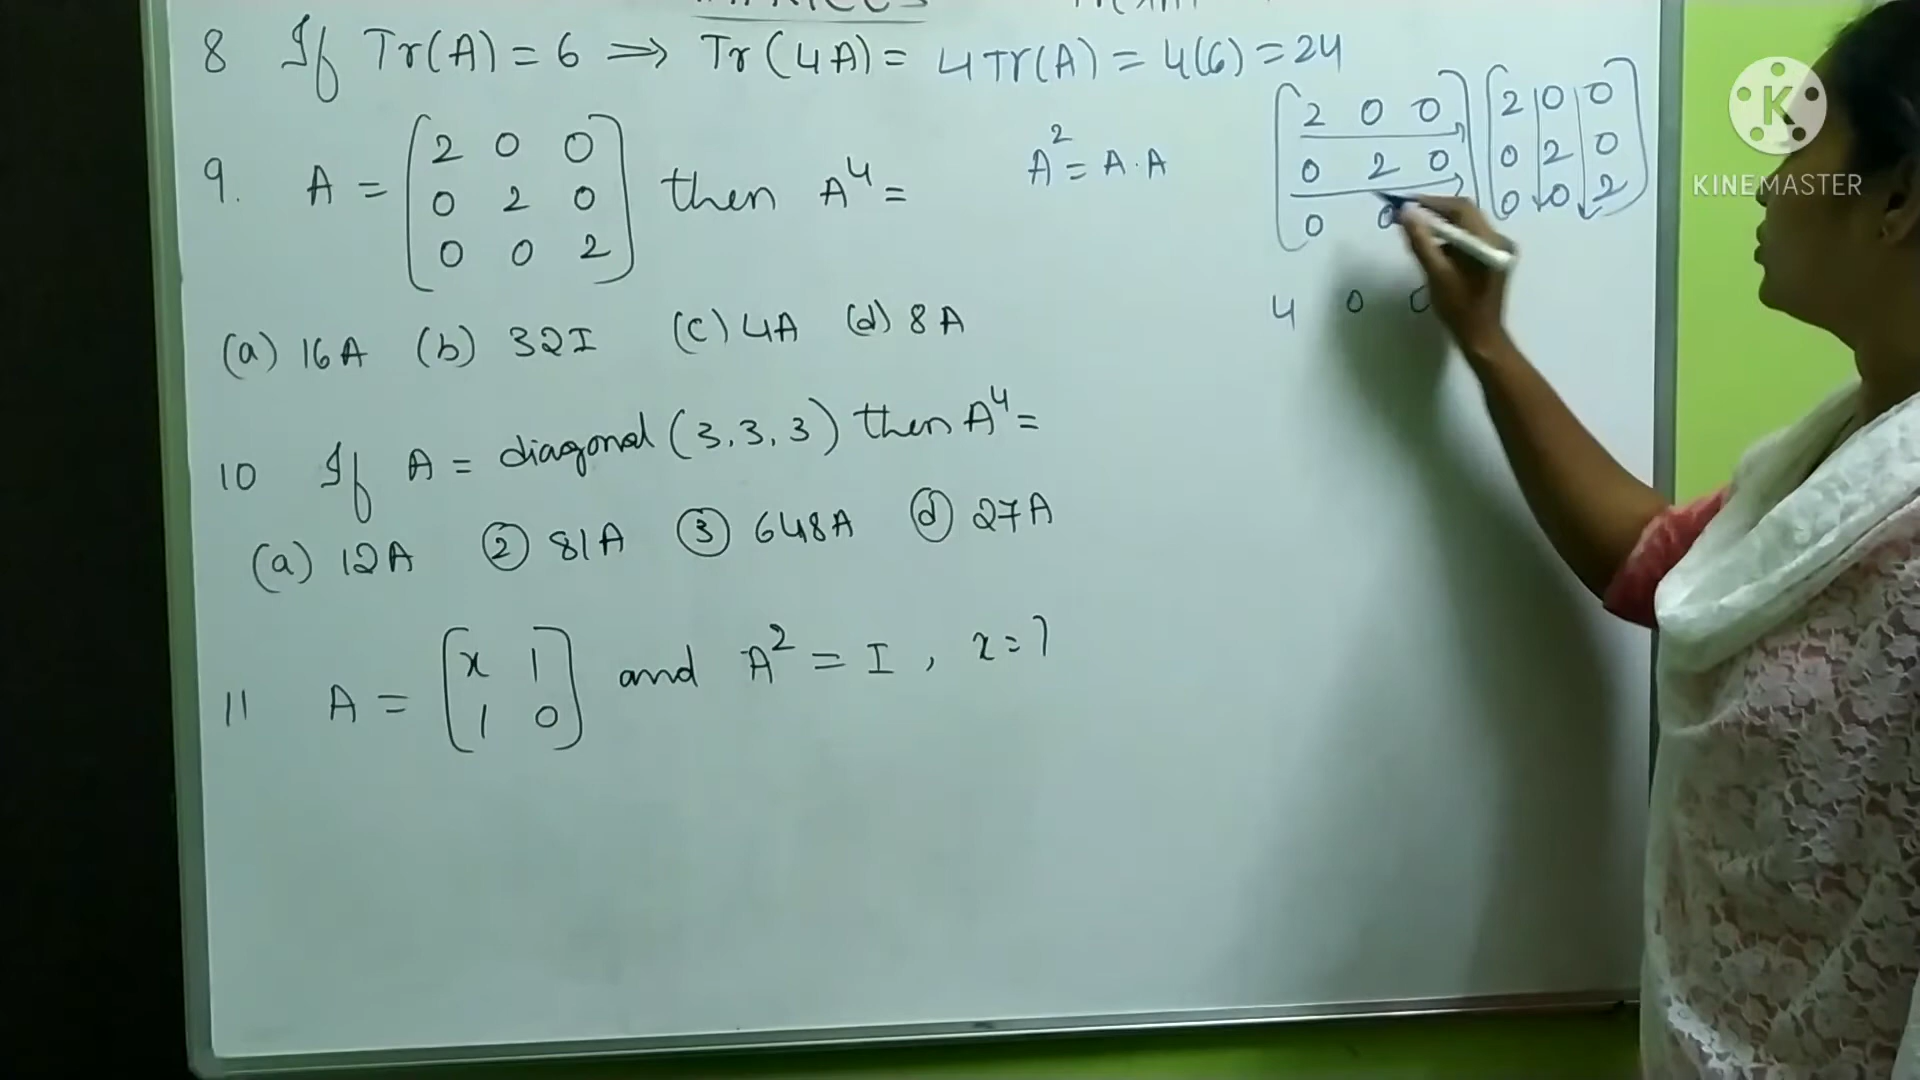 8 If Tr(A) = 6 ⇒ Tr(4A) = 4Tr(A) = 4(6) = 24
9. A = [2 0 0
0 2 0
0 0 2] then A⁴ =
(a) 16A (b) 32I (c) 4A (d) 8A
10 If A = diagonal (3,3,3) then A⁴ =
(a) 12A ② 81A ③ 648A ⓓ 27A
11 A = [x 1
1 0] and A² = I, x = ?
A² = A·A
[2 0 0] [2 0 0]
[0 2 0] [0 2 0]
[0 0 [0 0 2]
4 0 0
K
KINEMASTER